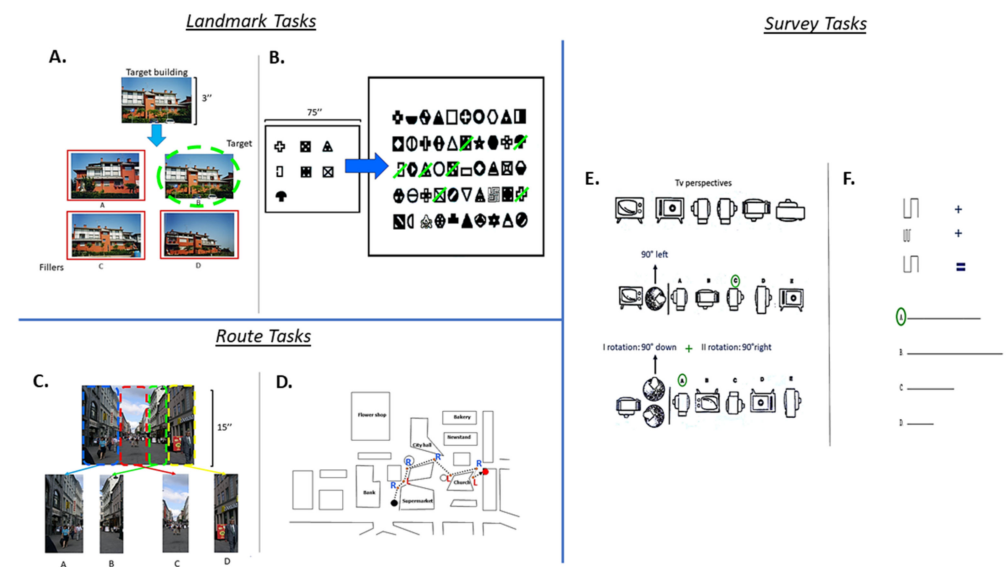 Landmark Tasks
Survey Tasks
A.
B.
Target building
3’’
Target
A
B
Fillers
C
D
75’’
Route Tasks
C.
15’’
A
B
C
D
D.
Flower shop
Bakery
City hall
Newstand
R
R
R
R
L
L
L
Bank
Supermarket
Church
E.
Tv perspectives
90° left
A B C D E
I rotation: 90° down + II rotation: 90°right
A B C D E
F.
+
+
=
A
B
C
D